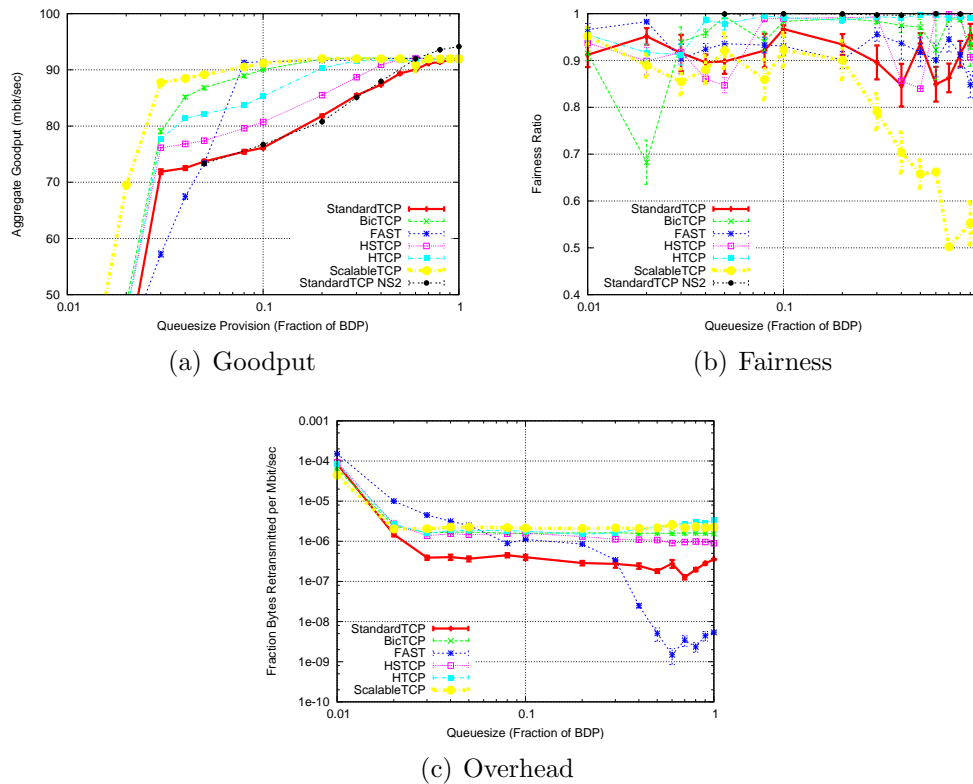 100
90
80
70
60
50
0.01
0.1
1
Aggregate Goodput (mbit/sec)
Queuesize Provision (Fraction of BDP)
StandardTCP
BicTCP
FAST
HSTCP
HTCP
ScalableTCP
StandardTCP NS2
(a) Goodput
1
0.9
0.8
0.7
0.6
0.5
0.4
0.01
0.1
Fairness Ratio
Queuesize (Fraction of BDP)
StandardTCP
BicTCP
FAST
HSTCP
HTCP
ScalableTCP
StandardTCP NS2
(b) Fairness
0.001
1e-04
1e-05
1e-06
1e-07
1e-08
1e-09
1e-10
0.01
0.1
1
Fraction Bytes Retransmitted per Mbit/sec
Queuesize (Fraction of BDP)
StandardTCP
BicTCP
FAST
HSTCP
HTCP
ScalableTCP
(c) Overhead